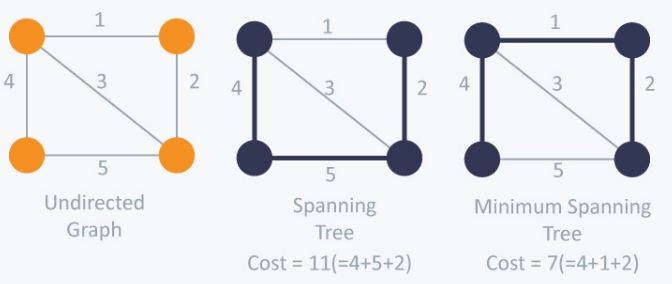 1
4
3
2
5
Undirected
Graph
1
4
3
2
5
Spanning
Tree
Cost = 11(=4+5+2)
1
4
3
2
5
Minimum Spanning
Tree
Cost = 7(=4+1+2)